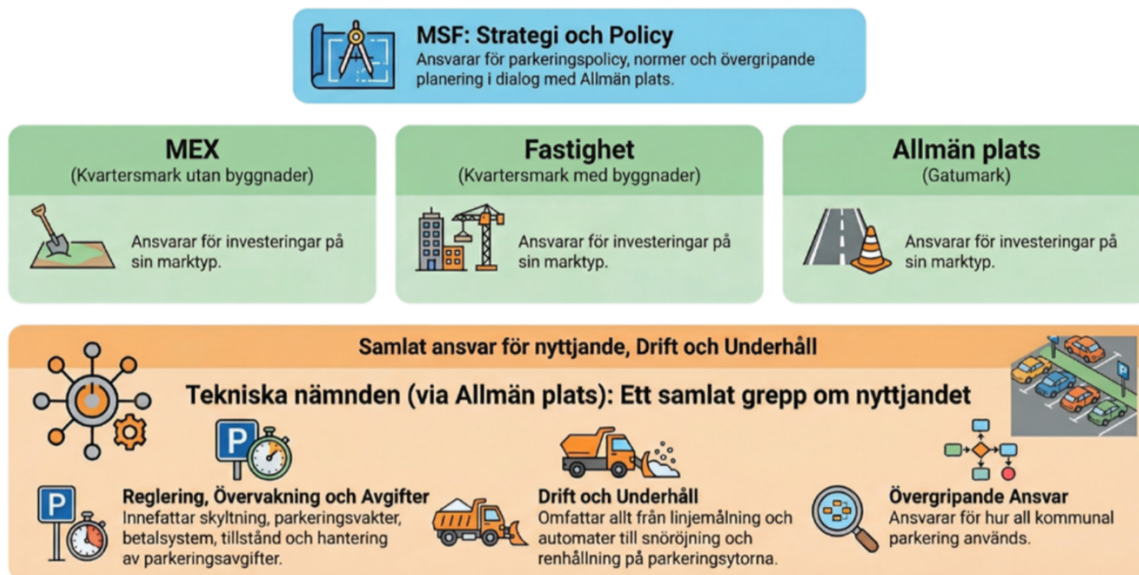 MSF: Strategi och Policy
Ansvarar för parkeringspolicy, normer och övergripande
planering i dialog med Allmän plats.
MEX
(Kvartersmark utan byggnader)
Ansvarar för investeringar på
sin marktyp.
Fastighet
(Kvartersmark med byggnader)
Ansvarar för investeringar på
sin marktyp.
Allmän plats
(Gatumark)
Ansvarar för investeringar på
sin marktyp.
Samlat ansvar för nyttjande, Drift och Underhåll
Tekniska nämnden (via Allmän plats): Ett samlat grepp om nyttjandet
P
P
Reglering, Övervakning och Avgifter
Innefattar skyltning, parkeringsvakter,
betalsystem, tillstånd och hantering
av parkeringsavgifter.
Drift och Underhåll
Omfattar allt från linjemålning och
automater till snöröjning och
renhållning på parkeringsytorna.
Övergripande Ansvar
Ansvarar för hur all kommunal
parkering används.
P